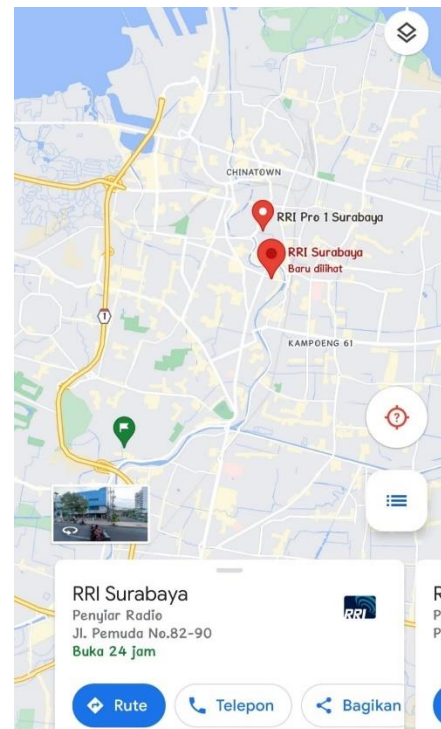 CHINATOWN
RRI Pro 1 Surabaya
RRI Surabaya
Baru dilihat
1
KAMPOENG 61
?
RRI Surabaya
Penyiar Radio
RRI
Jl. Pemuda No.82-90
Buka 24 jam
Rute
Telepon
Bagikan
R
P
P